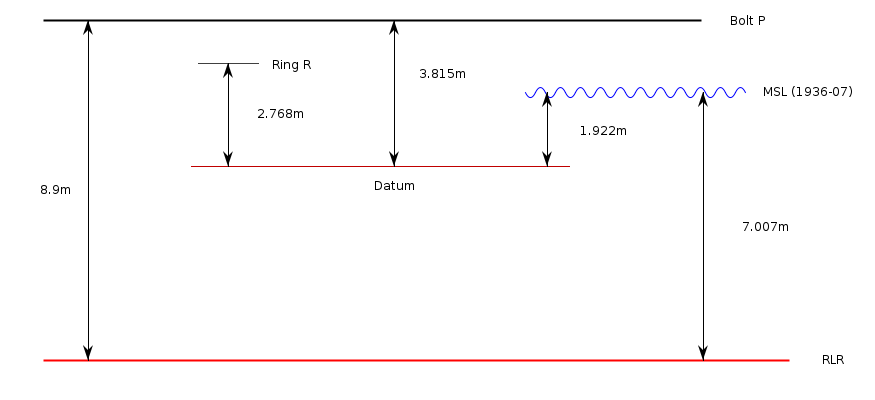 Bolt P
Ring R
3.815m
MSL (1936-07)
2.768m
1.922m
Datum
8.9m
7.007m
RLR